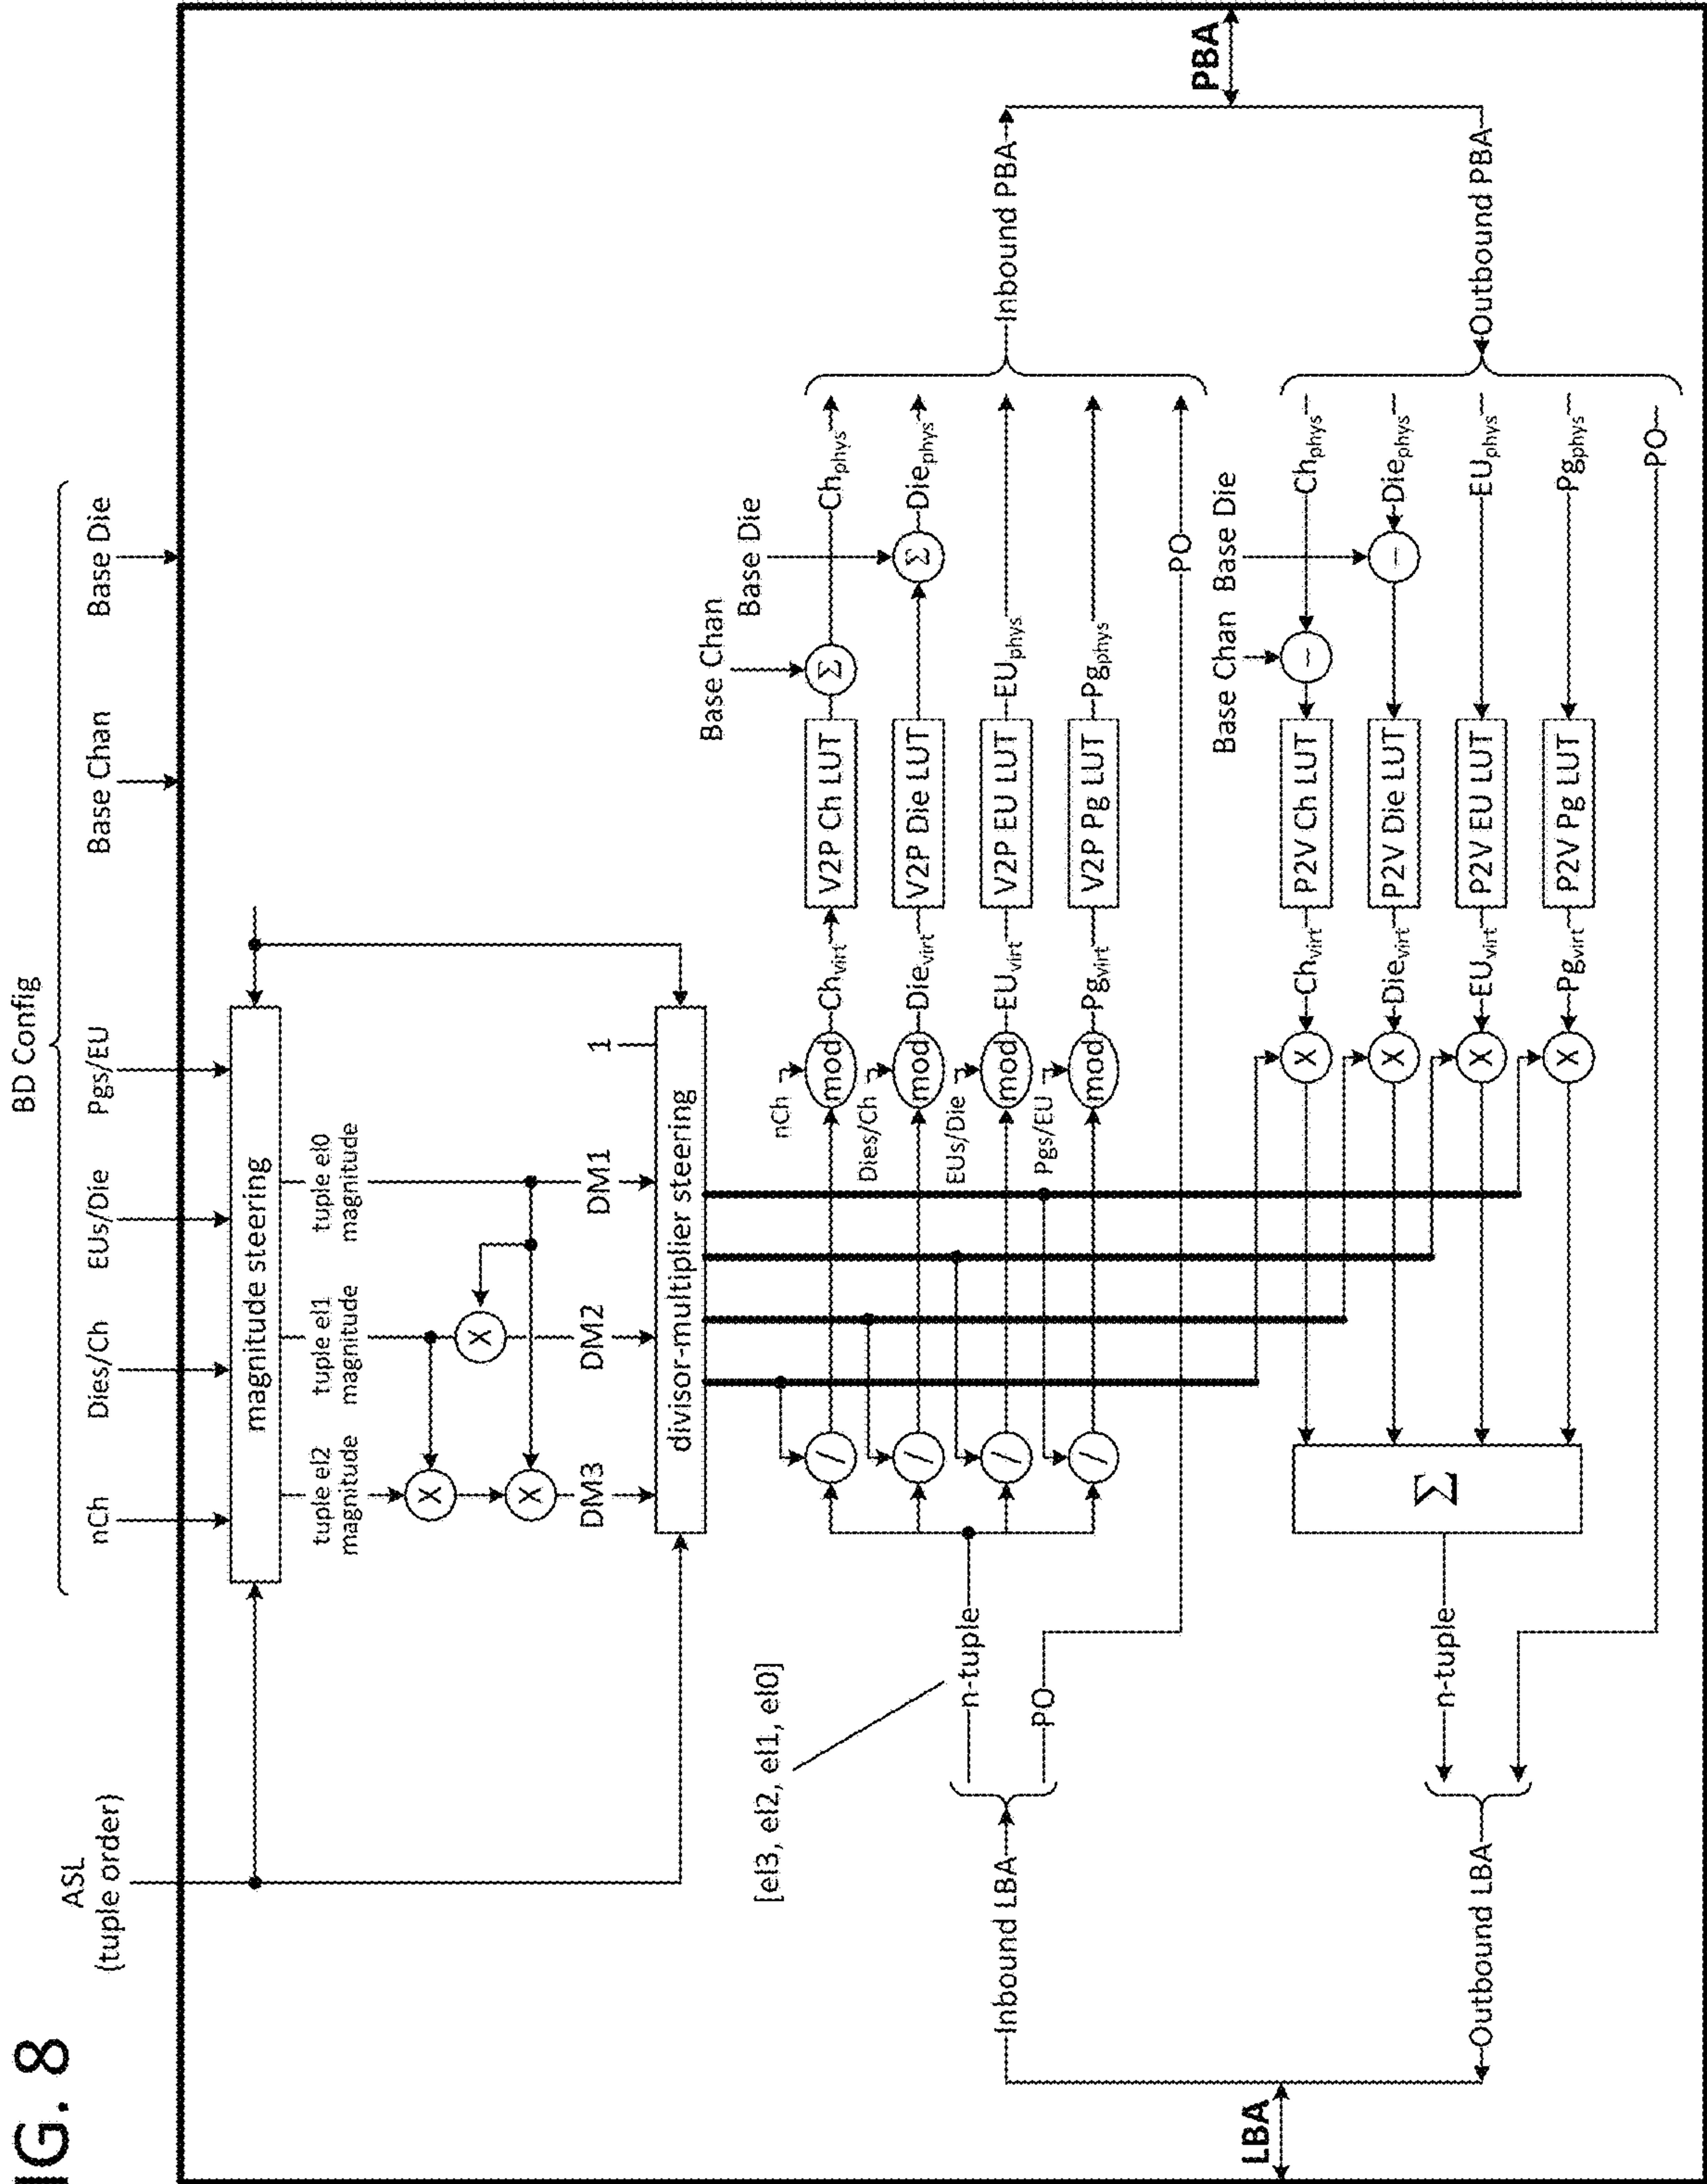 IG. 8
ASL
(tuple order)
BD Config
nCh
Dies/Ch
EUs/Die
Pgs/EU
Base Chan
Base Die
magnitude steering
tuple el2
magnitude
tuple el1
magnitude
tuple el0
magnitude
X
X
X
DM3
DM2
DM1
1
divisor-multiplier steering
[el3, el2, el1, el0]
LBA
Inbound LBA
n-tuple
PO
/
/
/
/
nCh
Dies/Ch
EUs/Die
Pgs/EU
mod
mod
mod
mod
Chvirt
Dievirt
EUvirt
Pgvirt
V2P Ch LUT
V2P Die LUT
V2P EU LUT
V2P Pg LUT
Base Chan
Base Die
Σ
Σ
Chphys
Diephys
EUphys
Pgphys
PO
Inbound PBA
PBA
Outbound PBA
Base Chan
Base Die
Chphys
Diephys
EUphys
Pgphys
PO
–
–
P2V Ch LUT
P2V Die LUT
P2V EU LUT
P2V Pg LUT
Chvirt
Dievirt
EUvirt
Pgvirt
X
X
X
X
Σ
n-tuple
Outbound LBA